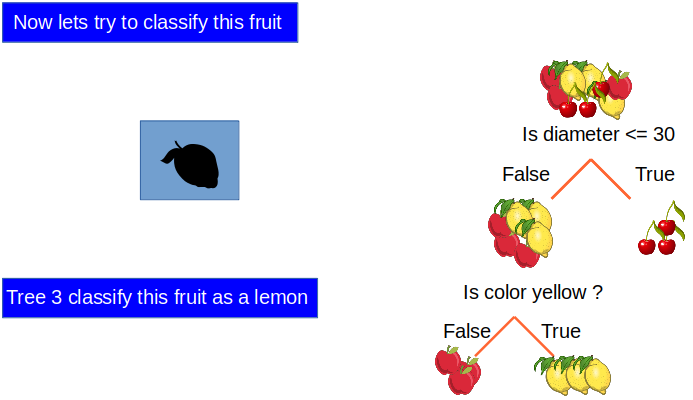 Now lets try to classify this fruit
Is diameter <= 30
False
True
Tree 3 classify this fruit as a lemon
Is color yellow ?
False
True